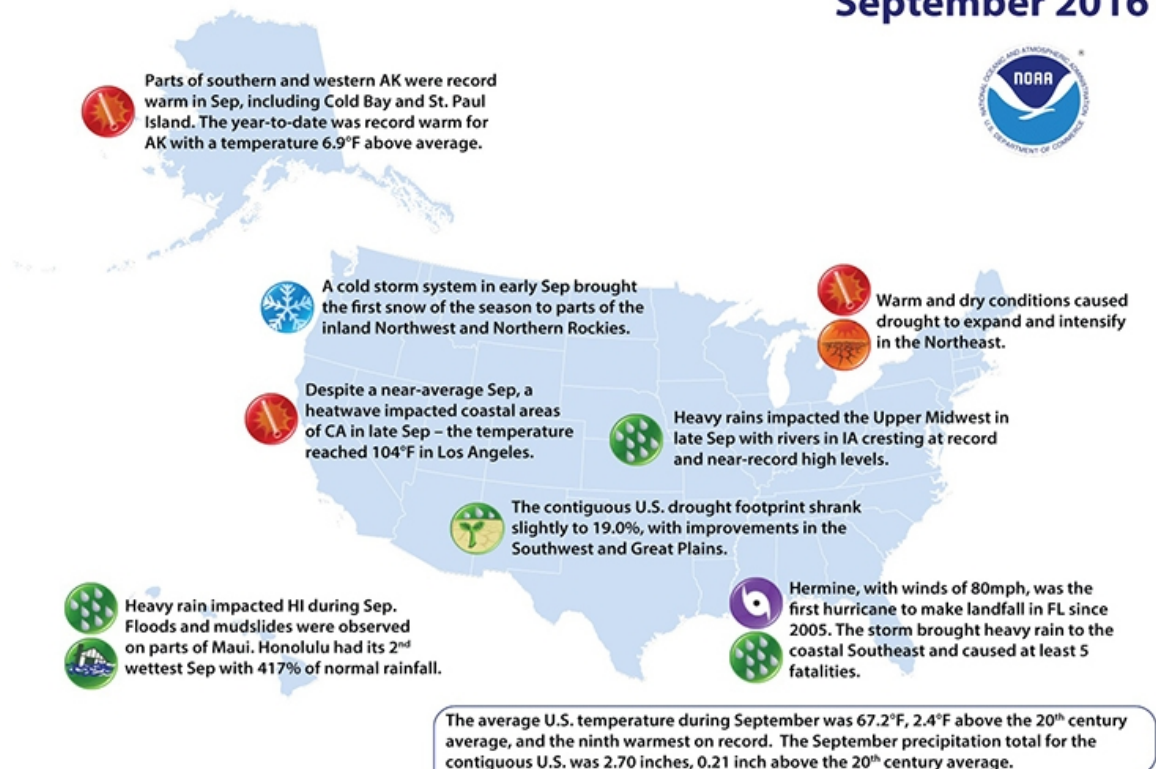 September 2016
NATIONAL OCEANIC AND ATMOSPHERIC ADMINISTRATION
NOAA
U.S. DEPARTMENT OF COMMERCE
®
Parts of southern and western AK were record
warm in Sep, including Cold Bay and St. Paul
Island. The year-to-date was record warm for
AK with a temperature 6.9°F above average.
A cold storm system in early Sep brought
the first snow of the season to parts of the
inland Northwest and Northern Rockies.
Warm and dry conditions caused
drought to expand and intensify
in the Northeast.
Despite a near-average Sep, a
heatwave impacted coastal areas
of CA in late Sep – the temperature
reached 104°F in Los Angeles.
Heavy rains impacted the Upper Midwest in
late Sep with rivers in IA cresting at record
and near-record high levels.
The contiguous U.S. drought footprint shrank
slightly to 19.0%, with improvements in the
Southwest and Great Plains.
Heavy rain impacted HI during Sep.
Floods and mudslides were observed
on parts of Maui. Honolulu had its 2nd
wettest Sep with 417% of normal rainfall.
Hermine, with winds of 80mph, was the
first hurricane to make landfall in FL since
2005. The storm brought heavy rain to the
coastal Southeast and caused at least 5
fatalities.
The average U.S. temperature during September was 67.2°F, 2.4°F above the 20th century
average, and the ninth warmest on record. The September precipitation total for the
contiguous U.S. was 2.70 inches, 0.21 inch above the 20th century average.